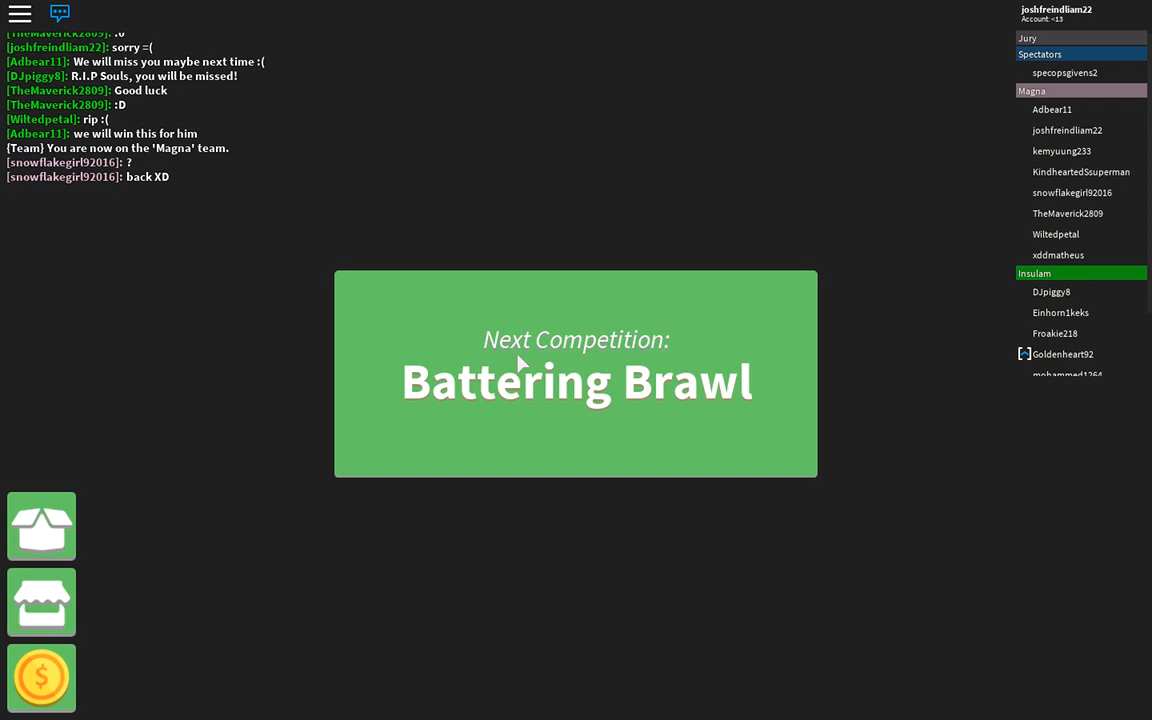 joshfreindliam22
Account: <13
[joshfreindliam22]: sorry =(
[Adbear11]: We will miss you maybe next time :(
[DJpiggy8]: R.I.P Souls, you will be missed!
[TheMaverick2809]: Good luck
[TheMaverick2809]: :D
[Wiltedpetal]: rip :(
[Adbear11]: we will win this for him
{Team} You are now on the 'Magna' team.
[snowflakegirl92016]: ?
[snowflakegirl92016]: back XD
Next Competition:
Battering Brawl
Jury
Spectators
specopsgivens2
Magna
Adbear11
joshfreindliam22
kemyuung233
KindheartedSsuperman
snowflakegirl92016
TheMaverick2809
Wiltedpetal
xddmatheus
Insulam
DJpiggy8
Einhorn1keks
Froakie218
Goldenheart92
$